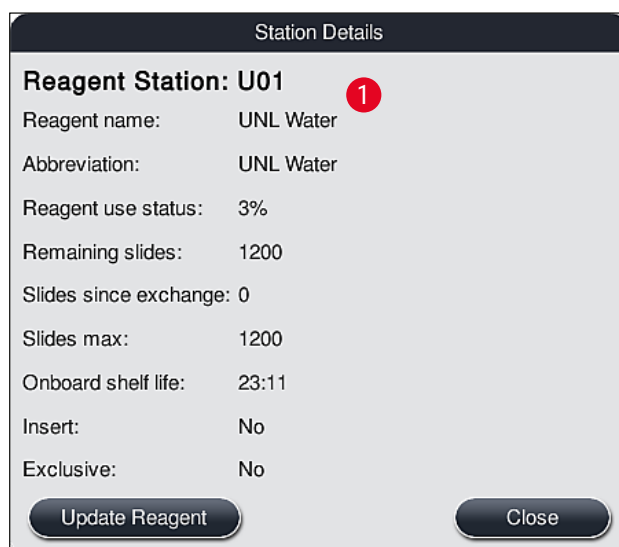 Station Details
Reagent Station: U01
1
Reagent name: UNL Water
Abbreviation: UNL Water
Reagent use status: 3%
Remaining slides: 1200
Slides since exchange: 0
Slides max: 1200
Onboard shelf life: 23:11
Insert: No
Exclusive: No
Update Reagent Close